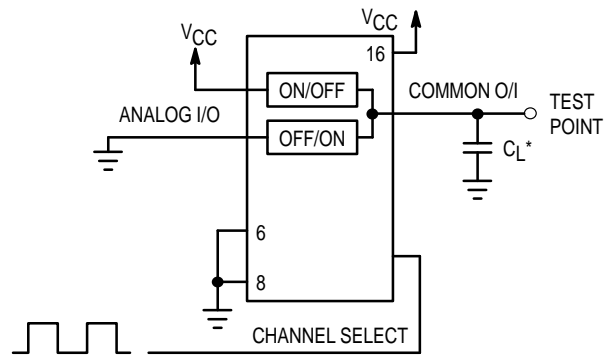 VCC
VCC
16
ON/OFF
COMMON O/I
ANALOG I/O
OFF/ON
TEST
POINT
CL*
6
8
CHANNEL SELECT